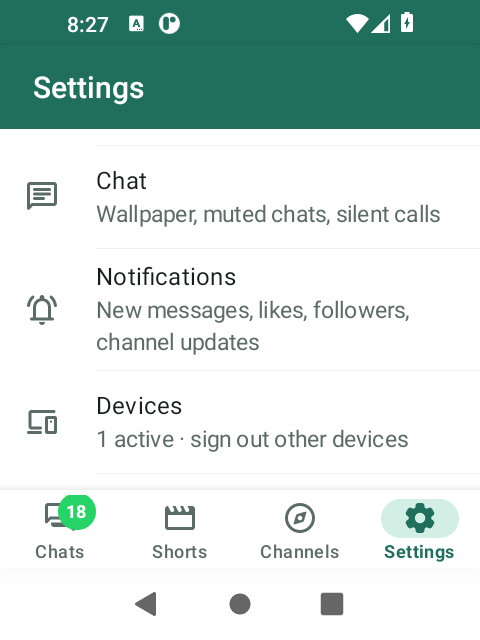 8:27
Settings
Chat
Wallpaper, muted chats, silent calls
Notifications
New messages, likes, followers,
channel updates
Devices
1 active · sign out other devices
18
Chats
Shorts
Channels
Settings